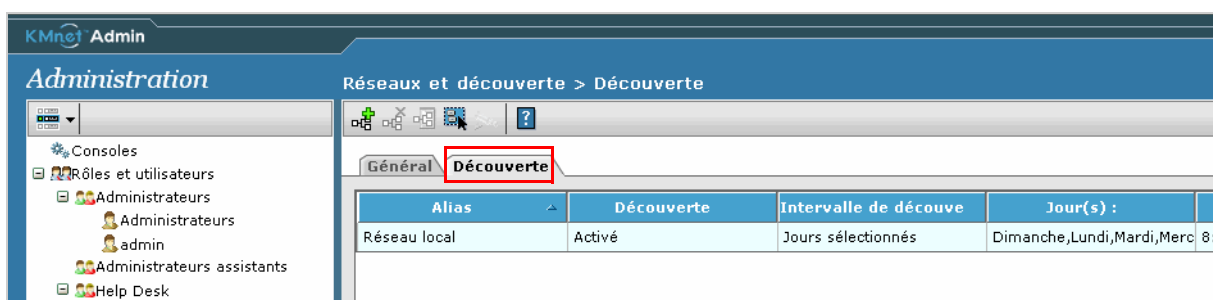 KMnet Admin
Administration
Réseaux et découverte > Découverte
?
Général
Découverte
Consoles
Rôles et utilisateurs
Administrateurs
Administrateurs
admin
Administrateurs assistants
Help Desk
Alias Découverte Intervalle de découve Jour(s) :
Réseau local Activé Jours sélectionnés Dimanche,Lundi,Mardi,Merc 8: